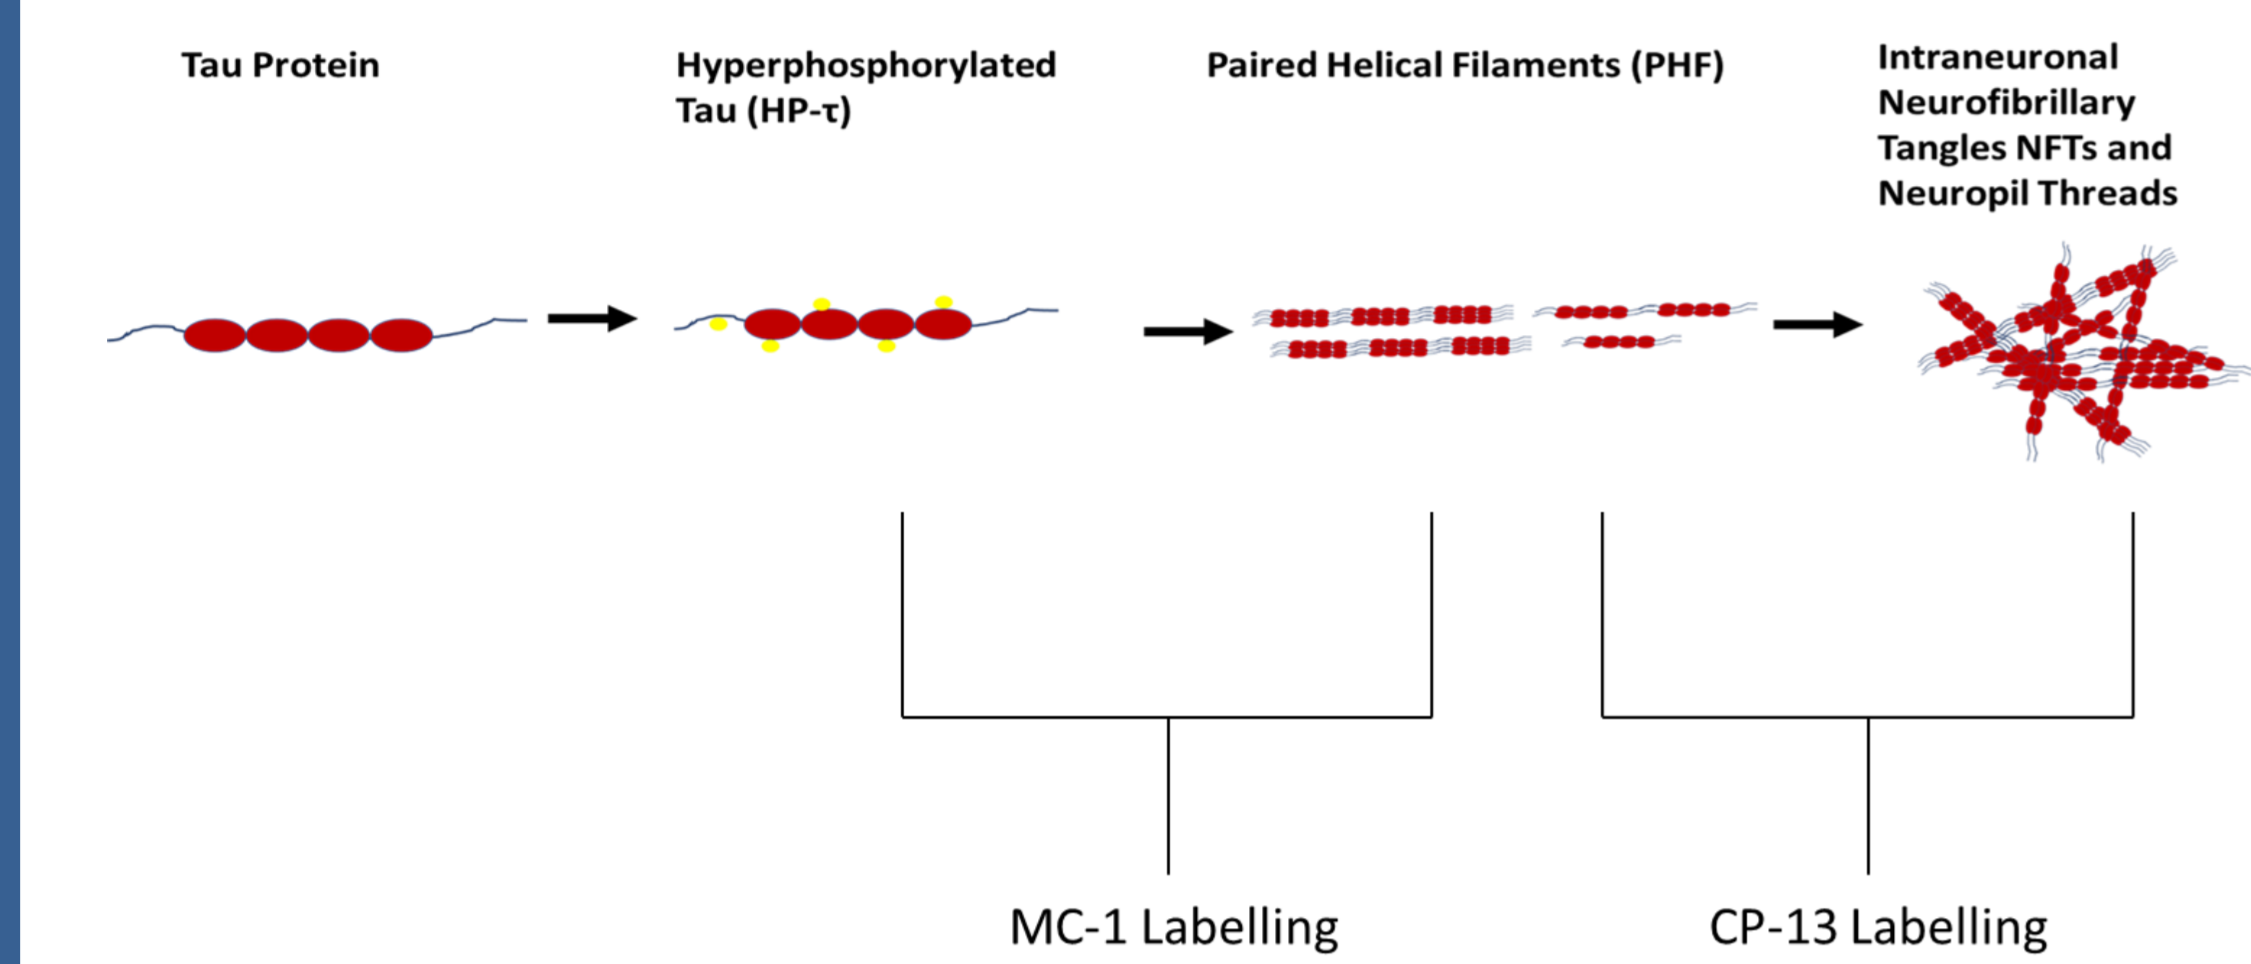 Tau Protein
Hyperphosphorylated
Tau (HP-τ)
Paired Helical Filaments (PHF)
Intraneuronal
Neurofibrillary
Tangles NFTs and
Neuropil Threads
MC-1 Labelling
CP-13 Labelling